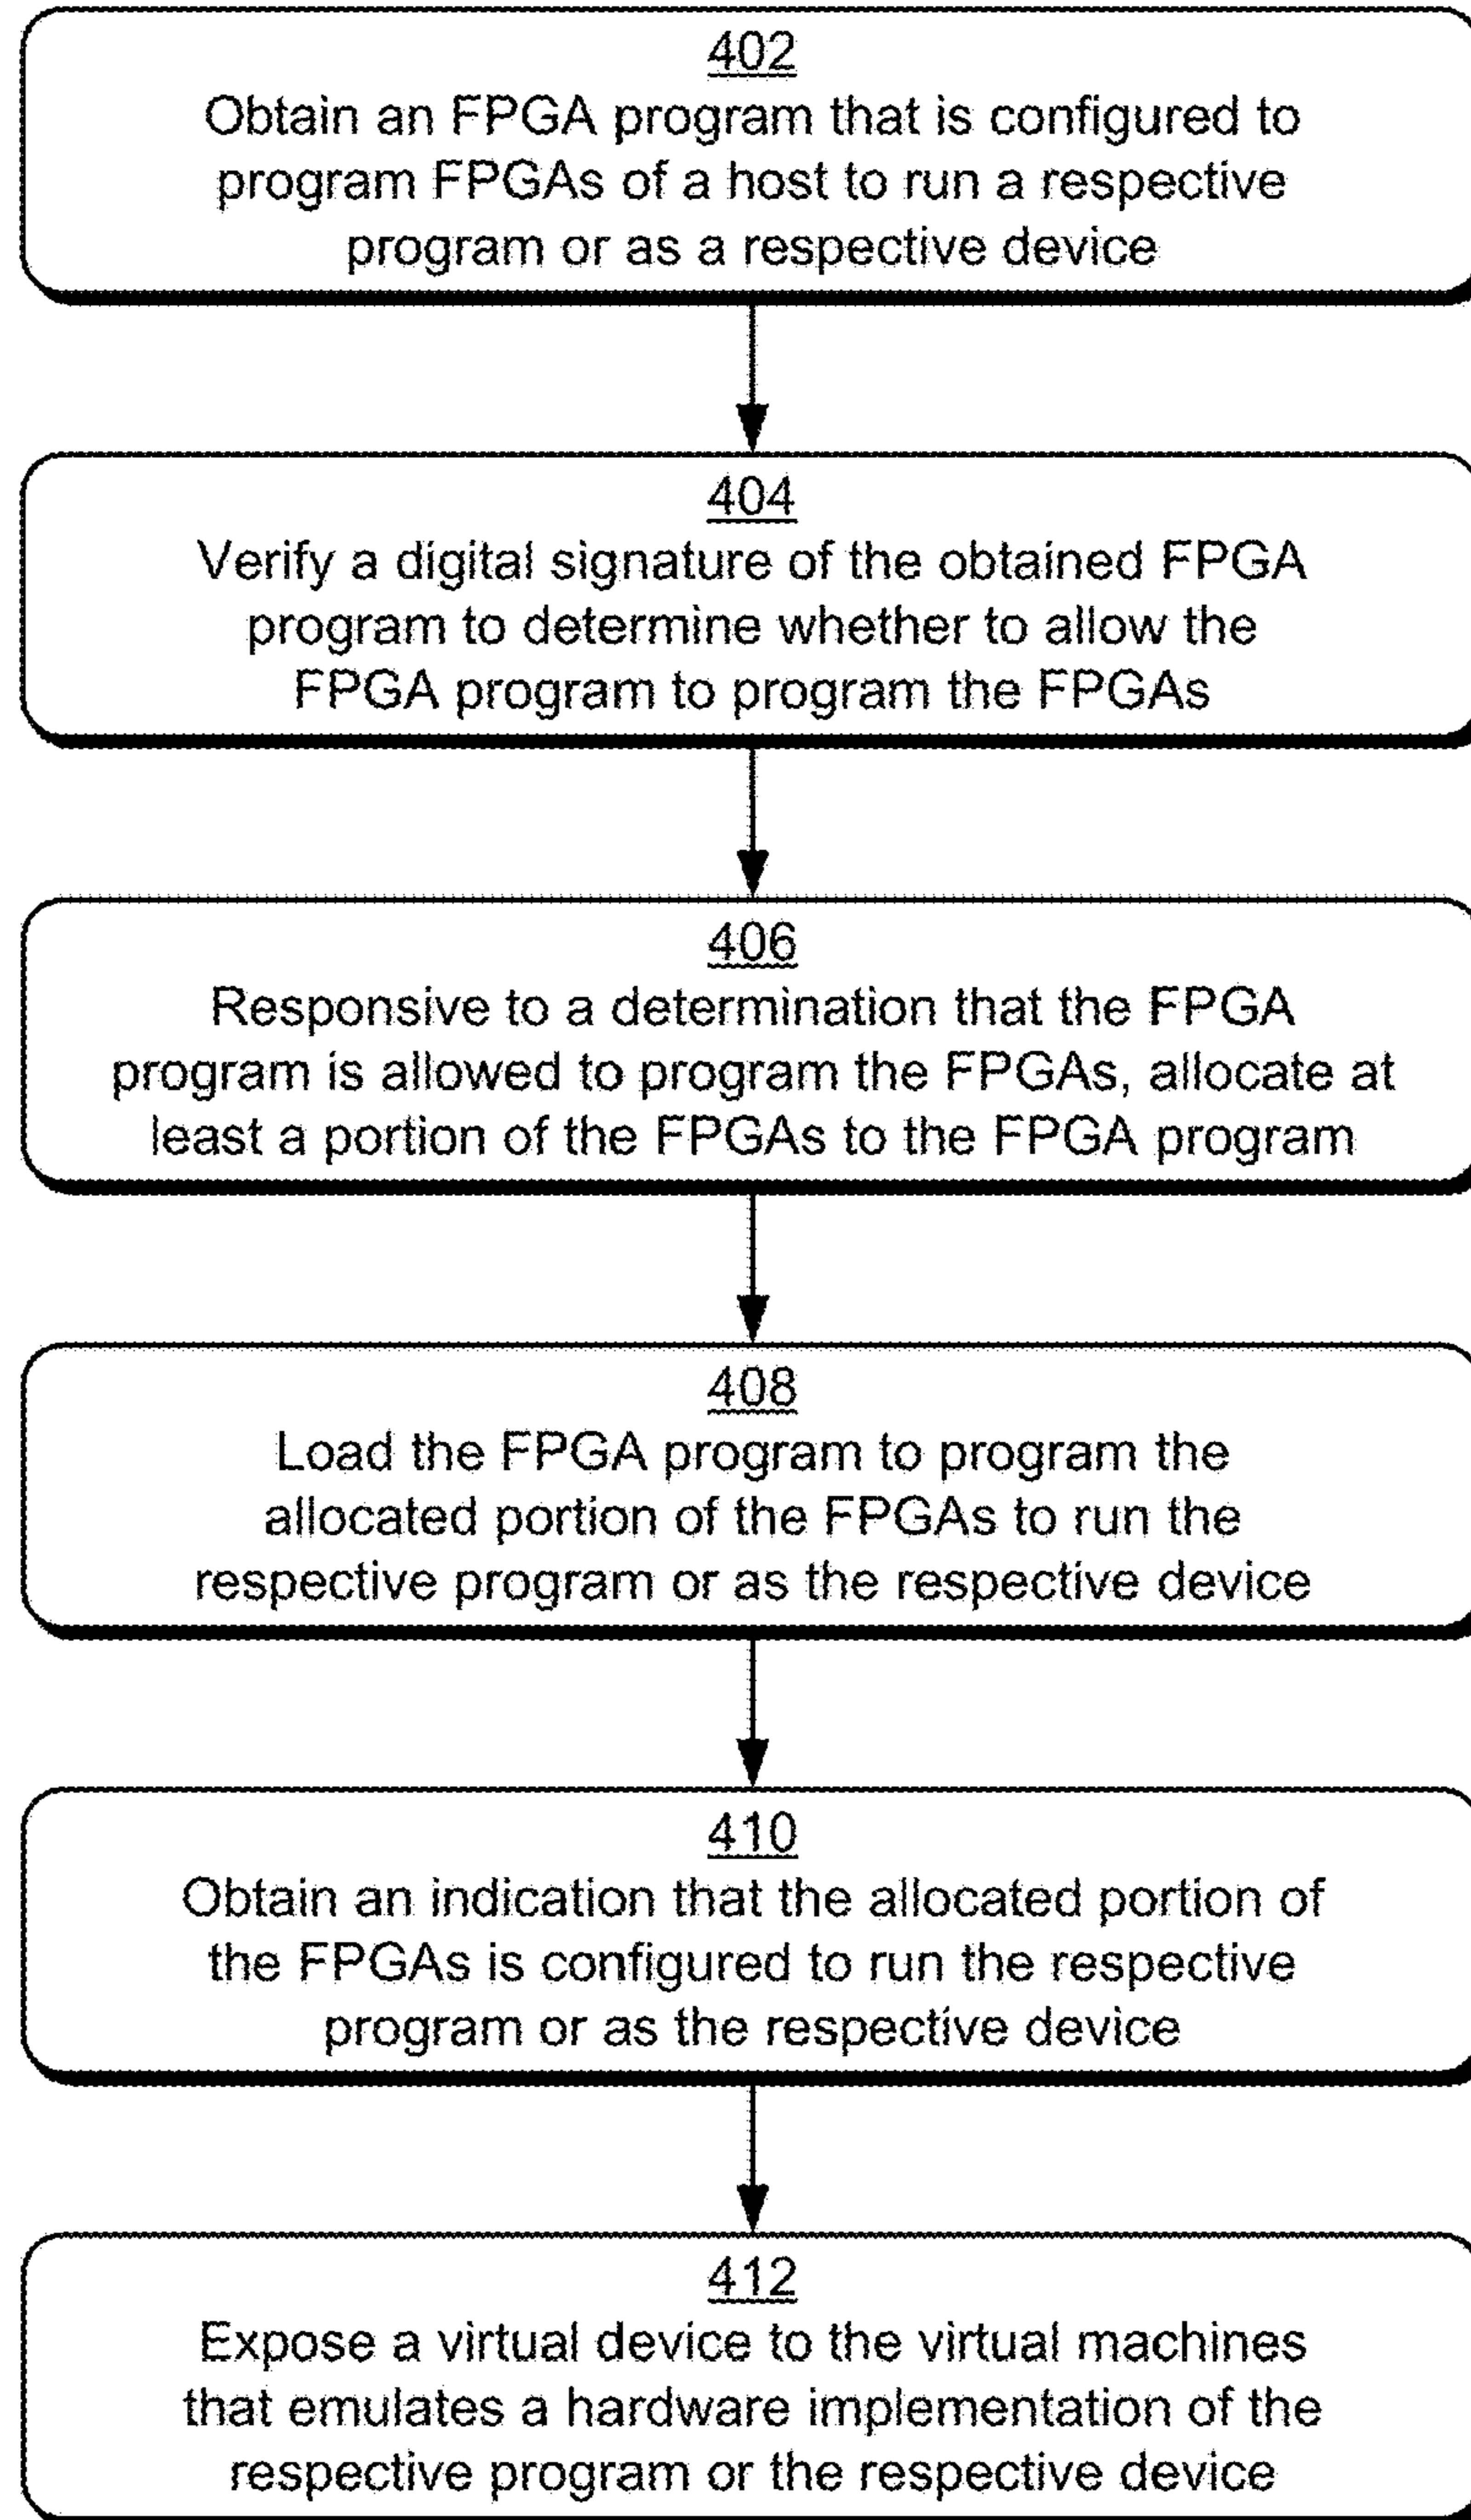 402
Obtain an FPGA program that is configured to
program FPGAs of a host to run a respective
program or as a respective device
404
Verify a digital signature of the obtained FPGA
program to determine whether to allow the
FPGA program to program the FPGAs
406
Responsive to a determination that the FPGA
program is allowed to program the FPGAs, allocate at
least a portion of the FPGAs to the FPGA program
408
Load the FPGA program to program the
allocated portion of the FPGAs to run the
respective program or as the respective device
410
Obtain an indication that the allocated portion of
the FPGAs is configured to run the respective
program or as the respective device
412
Expose a virtual device to the virtual machines
that emulates a hardware implementation of the
respective program or the respective device